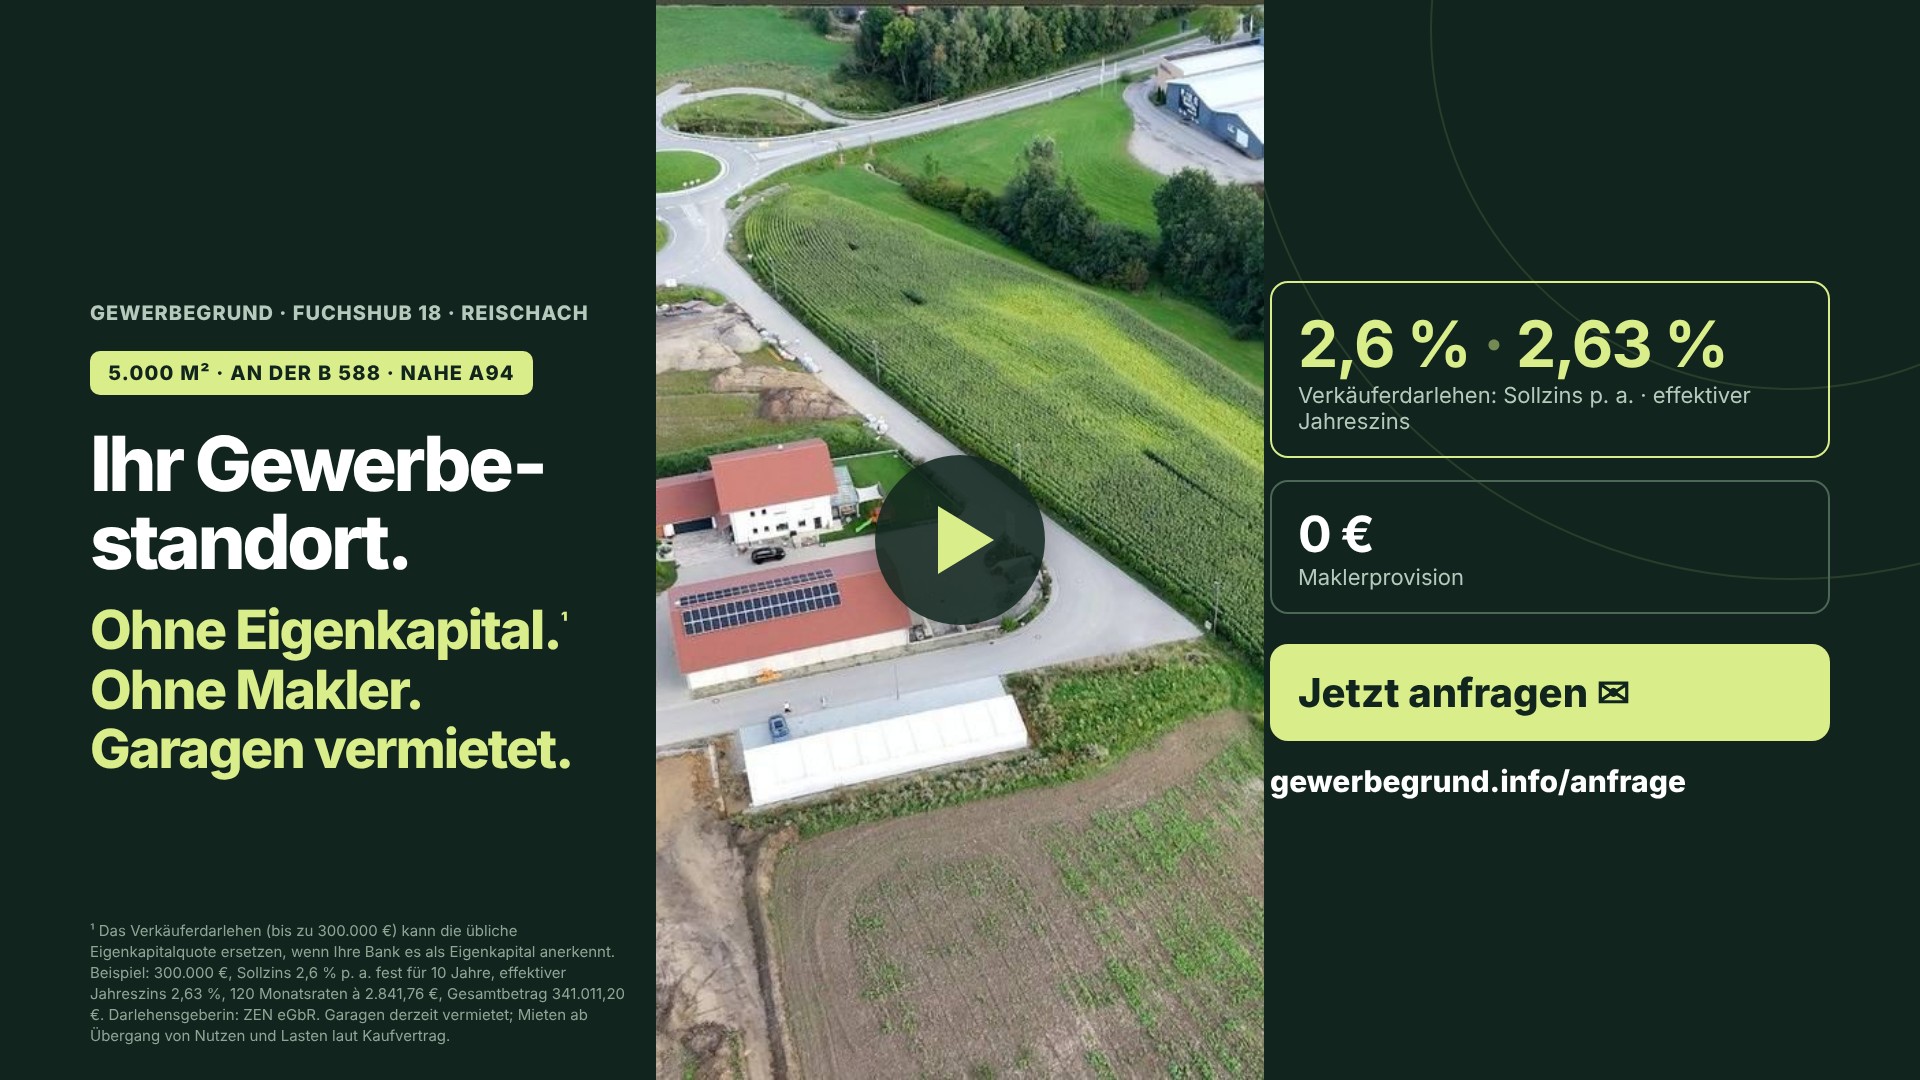 GEWERBEGRUND · FUCHSHUB 18 · REISCHACH
5.000 M² · AN DER B 588 · NAHE A94
Ihr Gewerbe-
standort.
Ohne Eigenkapital.¹
Ohne Makler.
Garagen vermietet.
¹ Das Verkäuferdarlehen (bis zu 300.000 €) kann die übliche
Eigenkapitalquote ersetzen, wenn Ihre Bank es als Eigenkapital anerkennt.
Beispiel: 300.000 €, Sollzins 2,6 % p. a. fest für 10 Jahre, effektiver
Jahreszins 2,63 %, 120 Monatsraten à 2.841,76 €, Gesamtbetrag 341.011,20
€. Darlehensgeberin: ZEN eGbR. Garagen derzeit vermietet; Mieten ab
Übergang von Nutzen und Lasten laut Kaufvertrag.
2,6 % · 2,63 %
Verkäuferdarlehen: Sollzins p. a. · effektiver
Jahreszins
0 €
Maklerprovision
Jetzt anfragen ✉
gewerbegrund.info/anfrage